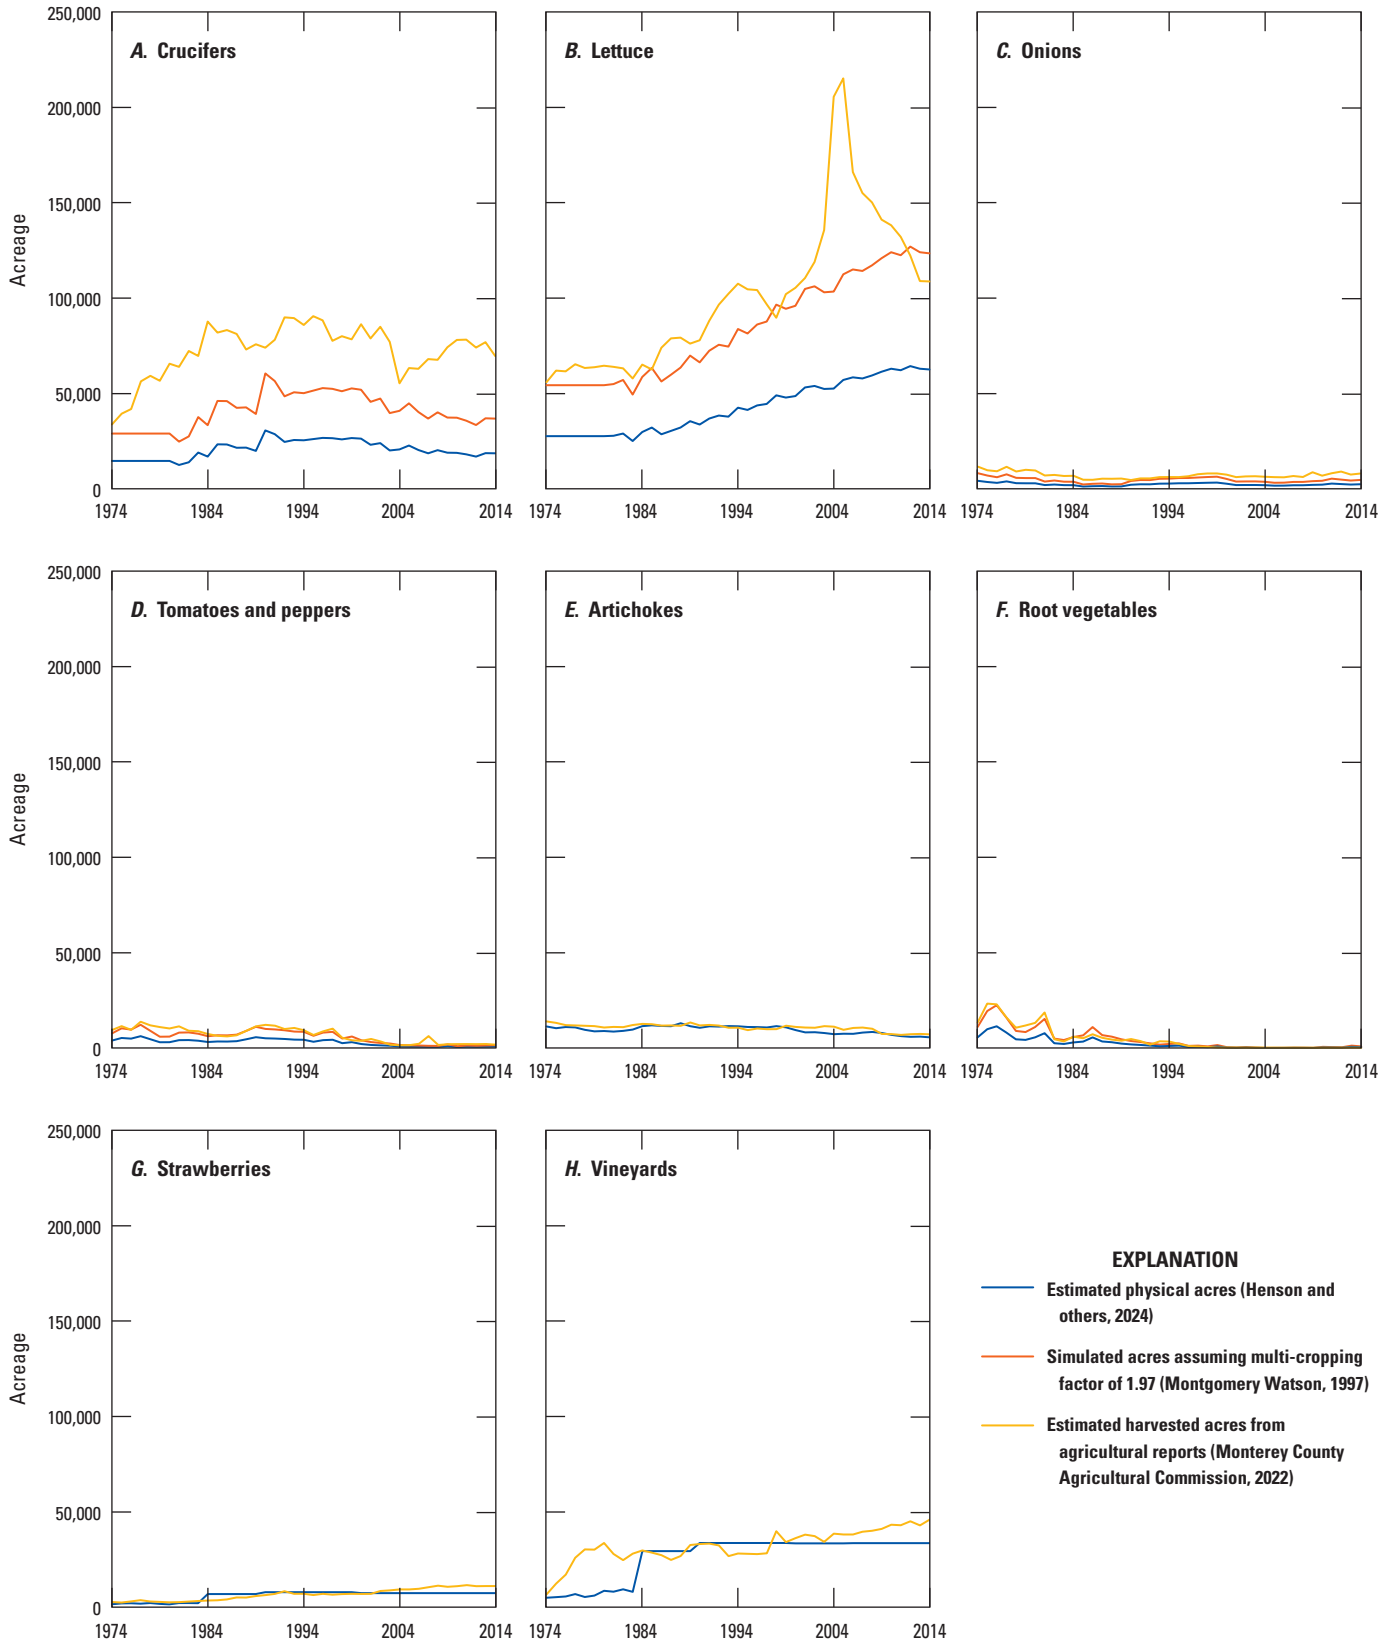 250,000
200,000
150,000
100,000
50,000
0
Acreage
A. Crucifers
1974 1984 1994 2004 2014
B. Lettuce
1974 1984 1994 2004 2014
C. Onions
1974 1984 1994 2004 2014
250,000
200,000
150,000
100,000
50,000
0
Acreage
D. Tomatoes and peppers
1974 1984 1994 2004 2014
E. Artichokes
1974 1984 1994 2004 2014
F. Root vegetables
1974 1984 1994 2004 2014
250,000
200,000
150,000
100,000
50,000
0
Acreage
G. Strawberries
1974 1984 1994 2004 2014
H. Vineyards
1974 1984 1994 2004 2014
EXPLANATION
Estimated physical acres (Henson and
others, 2024)
Simulated acres assuming multi-cropping
factor of 1.97 (Montgomery Watson, 1997)
Estimated harvested acres from
agricultural reports (Monterey County
Agricultural Commission, 2022)